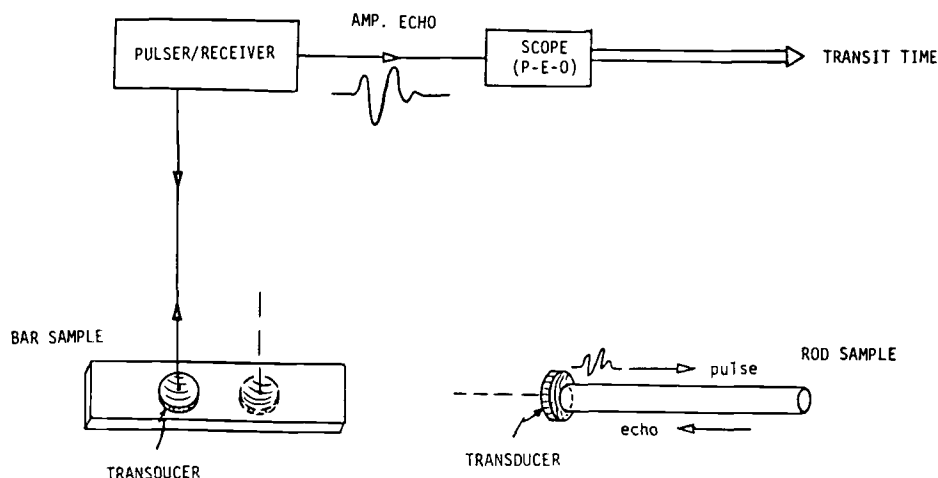 AMP. ECHO
PULSER/RECEIVER
SCOPE
(P-E-O)
TRANSIT TIME
BAR SAMPLE
ROD SAMPLE
pulse
echo
TRANSDUCER
TRANSDUCER